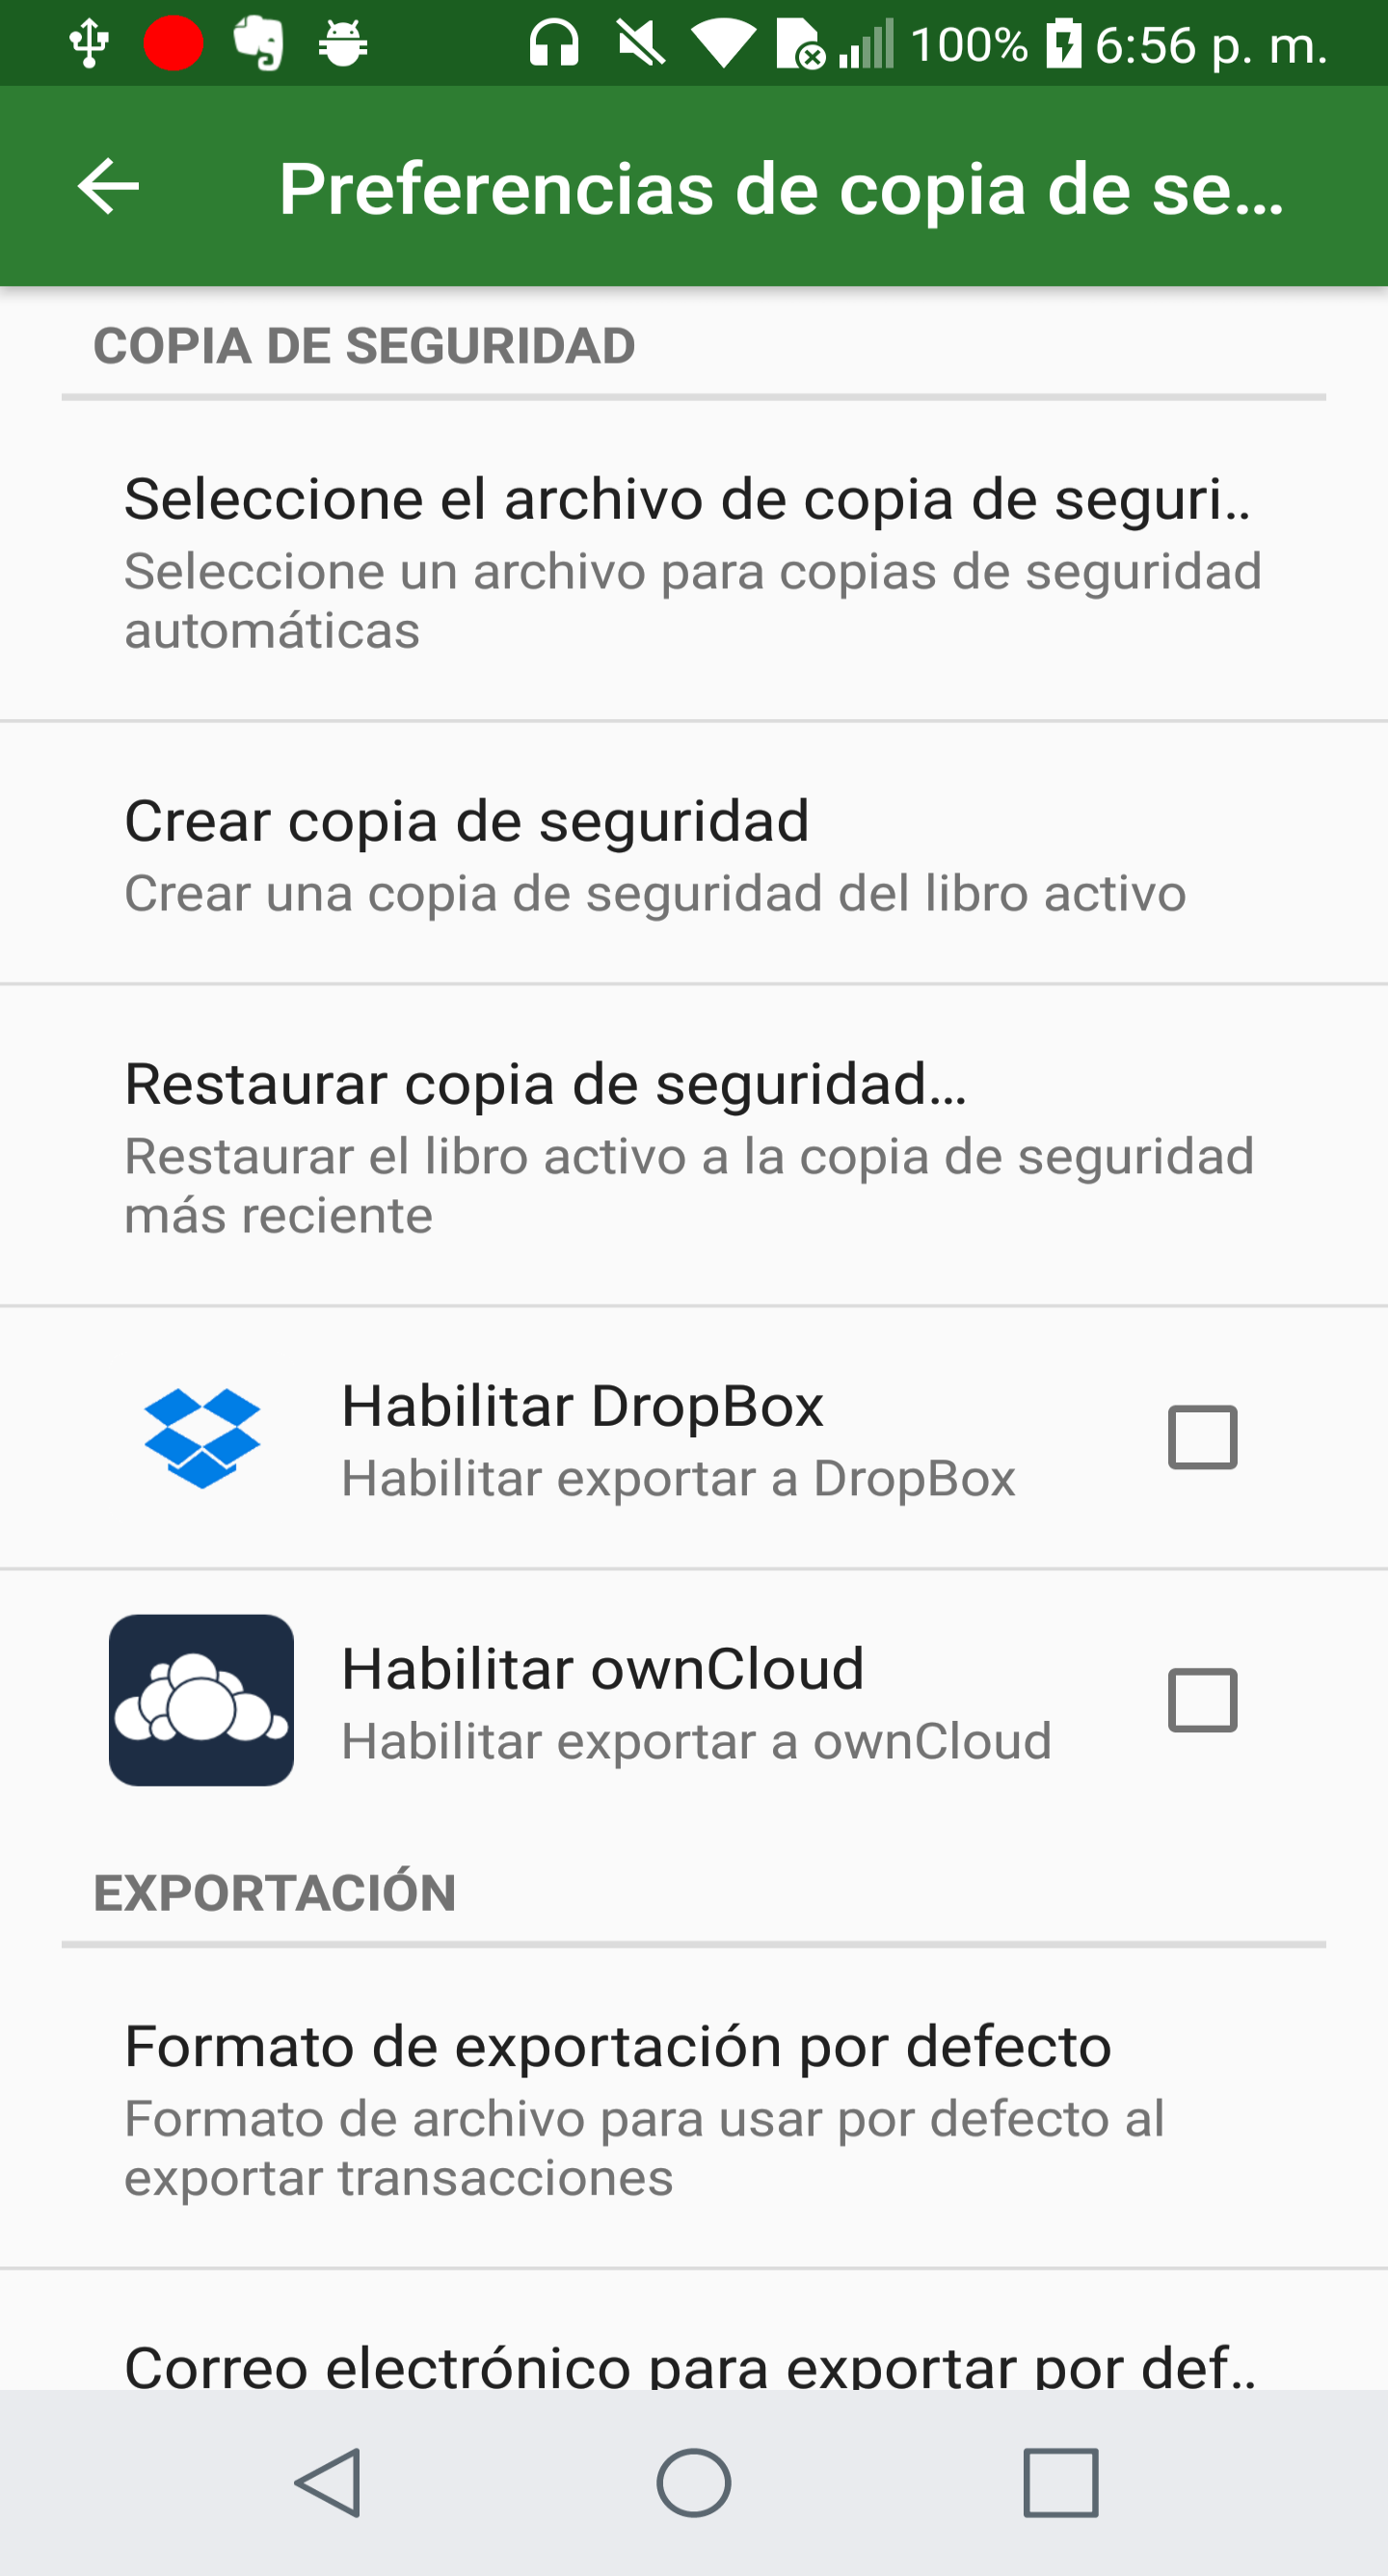 100% 6:56 p. m.
Preferencias de copia de se...
COPIA DE SEGURIDAD
Seleccione el archivo de copia de seguri..
Seleccione un archivo para copias de seguridad
automáticas
Crear copia de seguridad
Crear una copia de seguridad del libro activo
Restaurar copia de seguridad...
Restaurar el libro activo a la copia de seguridad
más reciente
Habilitar DropBox
Habilitar exportar a DropBox
Habilitar ownCloud
Habilitar exportar a ownCloud
EXPORTACIÓN
Formato de exportación por defecto
Formato de archivo para usar por defecto al
exportar transacciones
Correo electrónico para exportar por def..